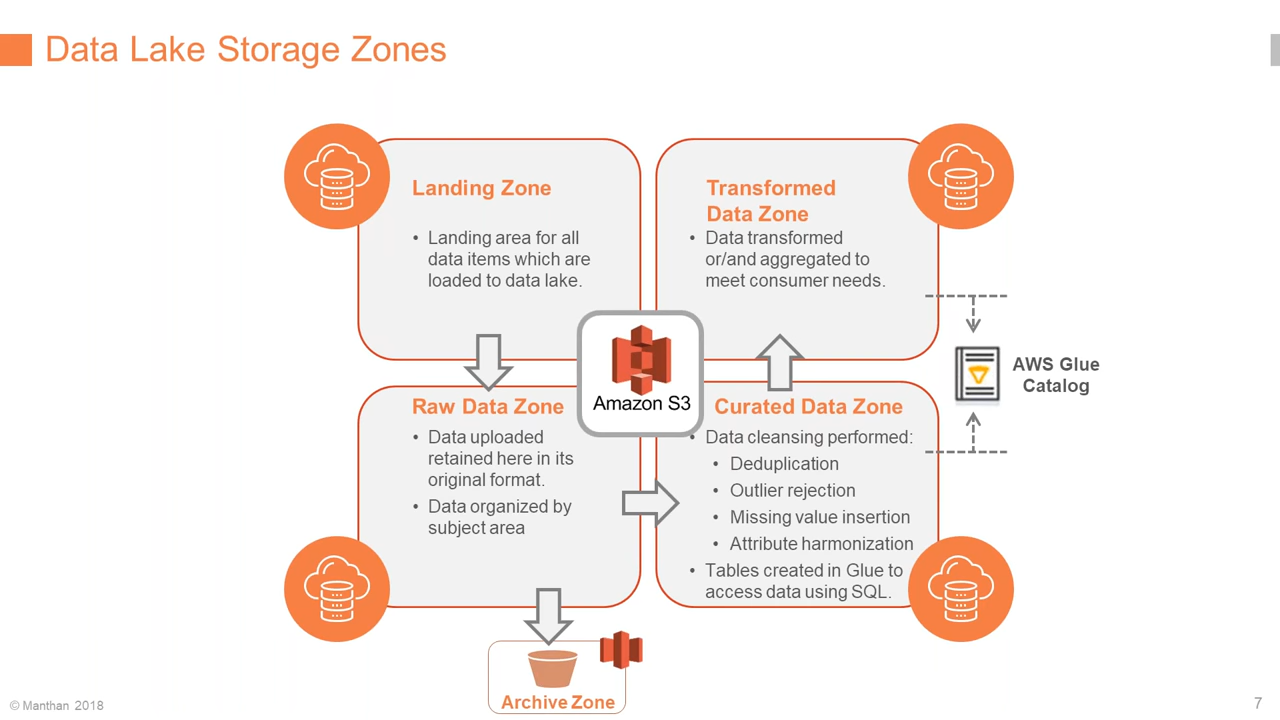 Data Lake Storage Zones
Landing Zone
• Landing area for all
data items which are
loaded to data lake.
Transformed
Data Zone
• Data transformed
or/and aggregated to
meet consumer needs.
Amazon S3
AWS Glue
Catalog
Raw Data Zone
• Data uploaded
retained here in its
original format.
• Data organized by
subject area
Curated Data Zone
• Data cleansing performed:
• Deduplication
• Outlier rejection
• Missing value insertion
• Attribute harmonization
• Tables created in Glue to
access data using SQL.
Archive Zone
© Manthan 2018
7